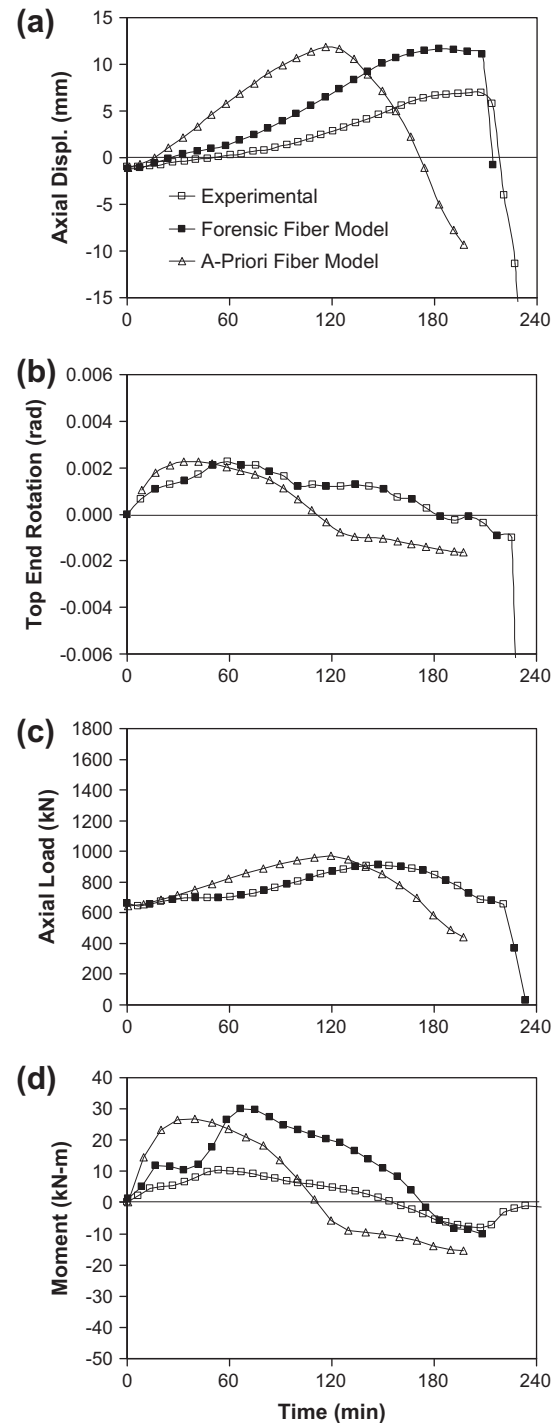 (a)
15
10
5
0
-5
-10
-15
Axial Displ. (mm)
Experimental
Forensic Fiber Model
A-Priori Fiber Model
0 60 120 180 240
(b)
0.006
0.004
0.002
0.000
-0.002
-0.004
-0.006
Top End Rotation (rad)
0 60 120 180 240
(c)
1800
1600
1400
1200
1000
800
600
400
200
0
Axial Load (kN)
0 60 120 180 240
(d)
40
30
20
10
0
-10
-20
-30
-40
-50
Moment (kN-m)
0 60 120 180 240
Time (min)